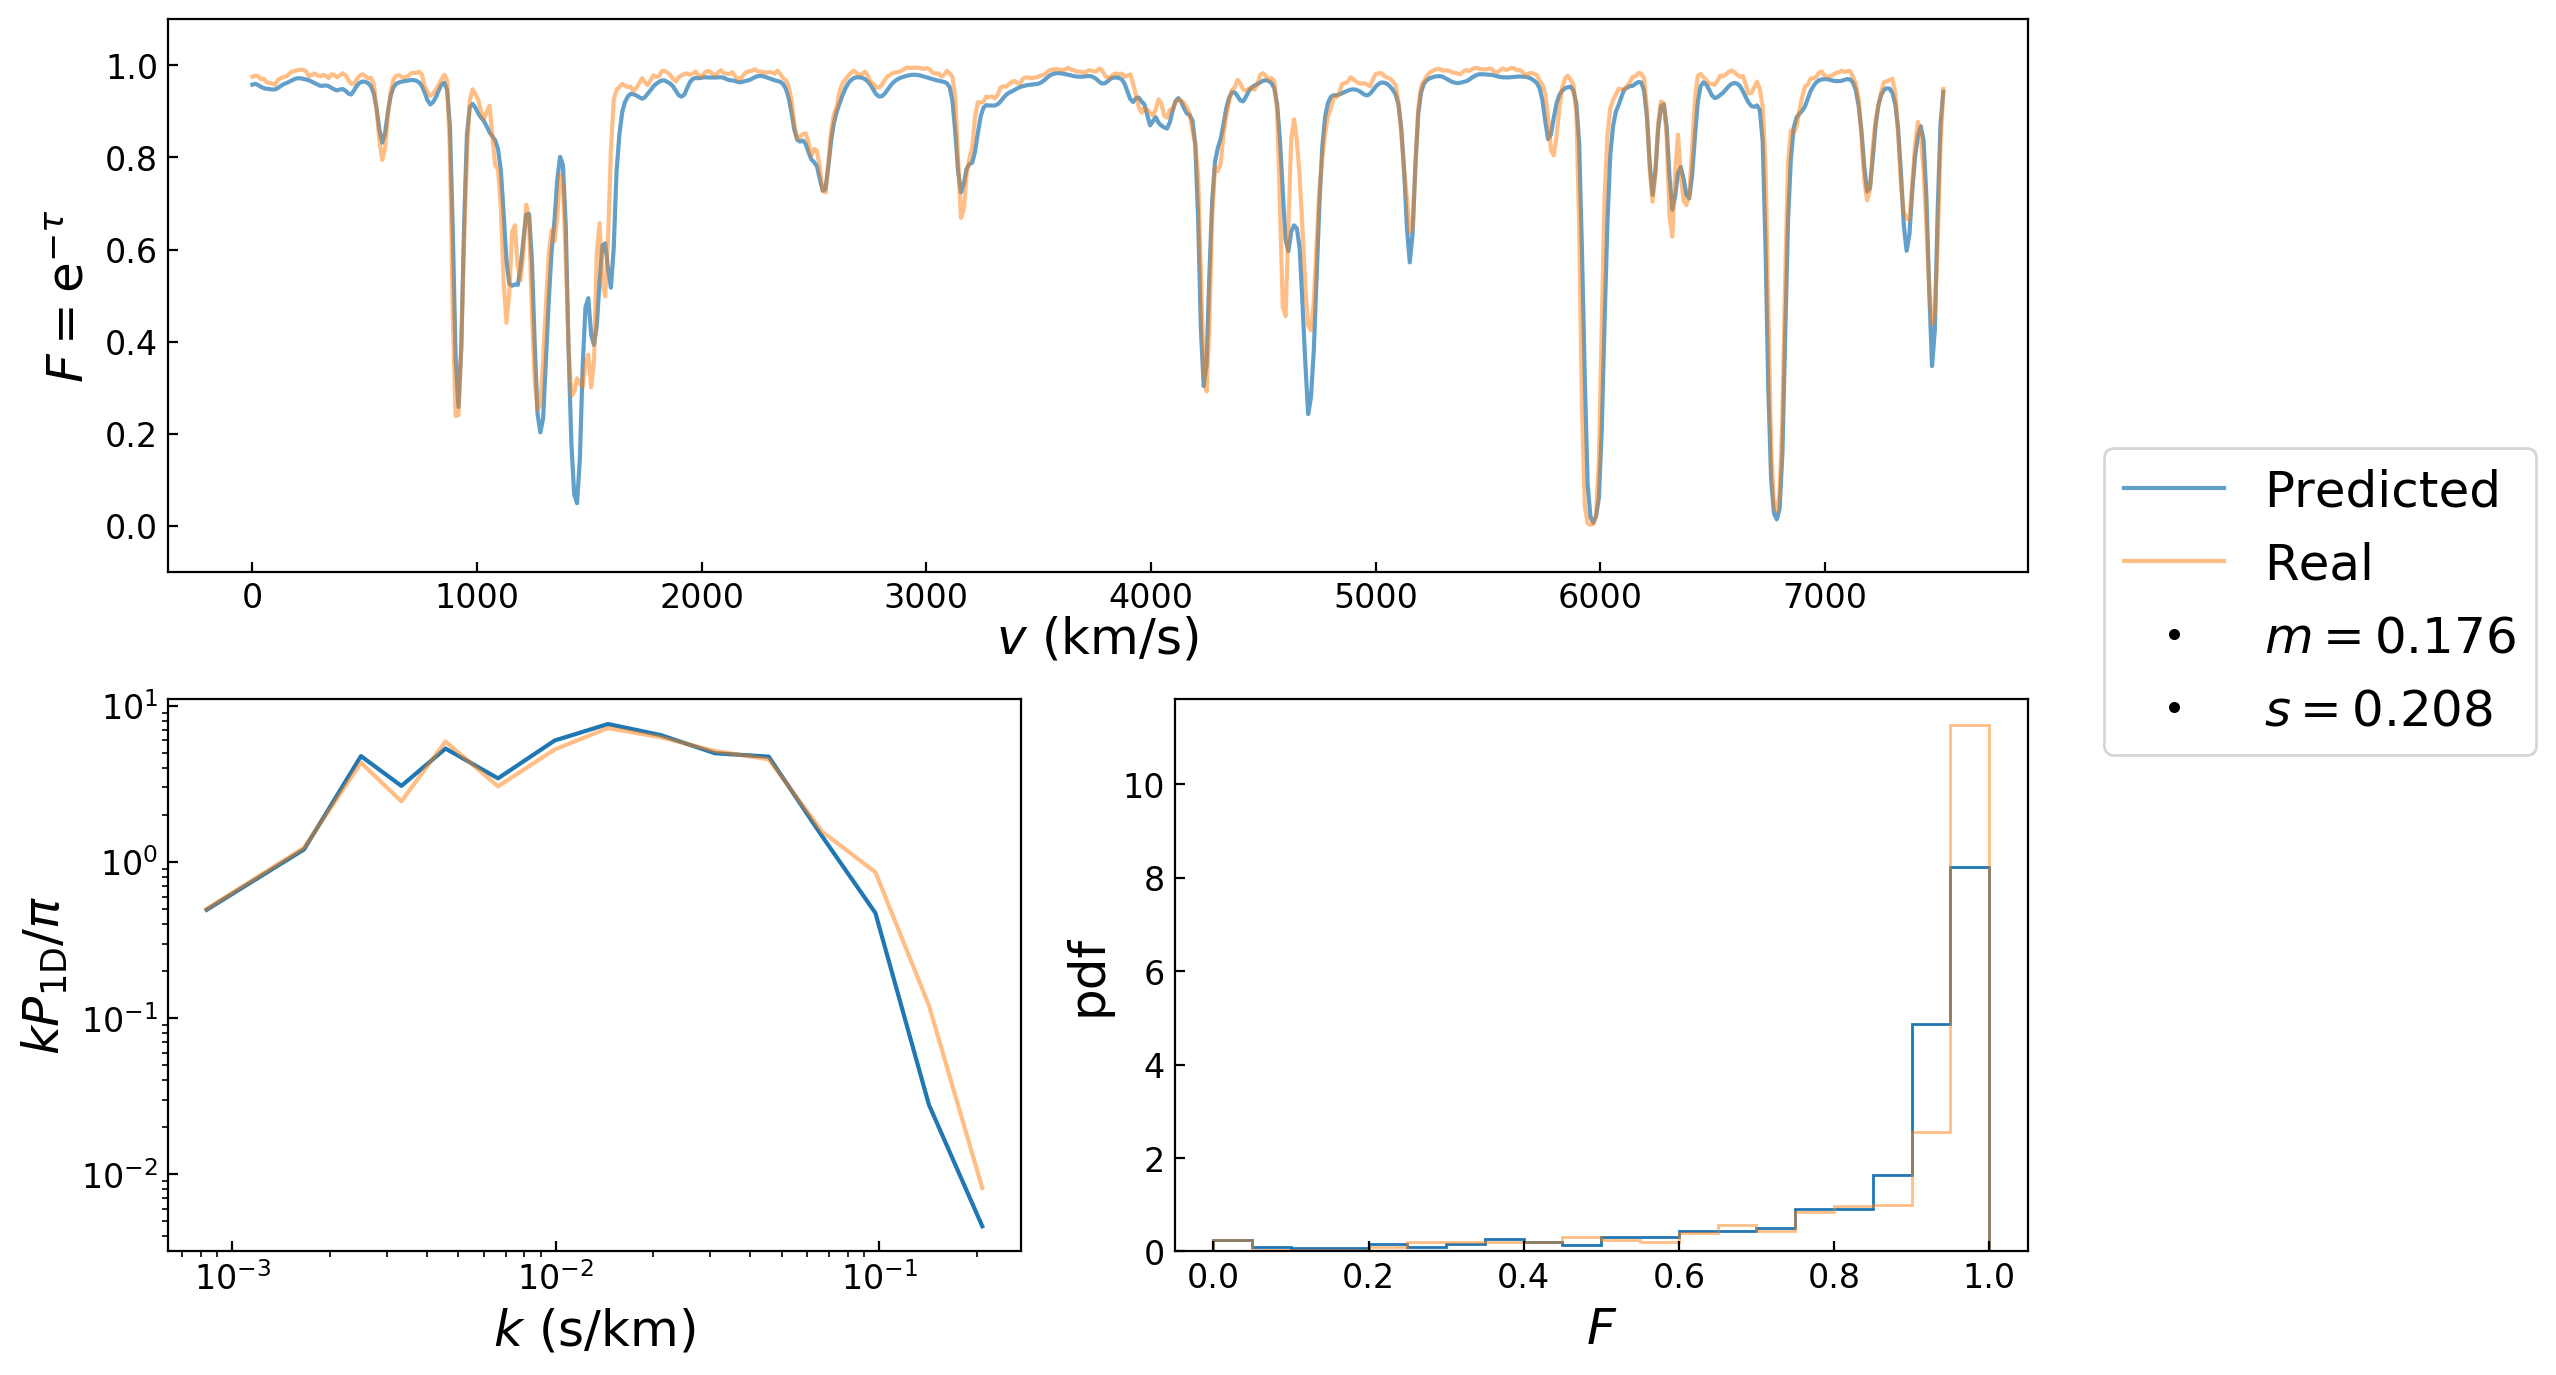 1.0
0.8
0.6
0.4
0.2
0.0
F = e^{−τ}
0 1000 2000 3000 4000 5000 6000 7000
v (km/s)
Predicted
Real
• m = 0.176
• s = 0.208
10^1
10^0
10^{−1}
10^{−2}
kP_{1D}/π
10^{−3} 10^{−2} 10^{−1}
k (s/km)
10
8
6
4
2
0
pdf
0.0 0.2 0.4 0.6 0.8 1.0
F